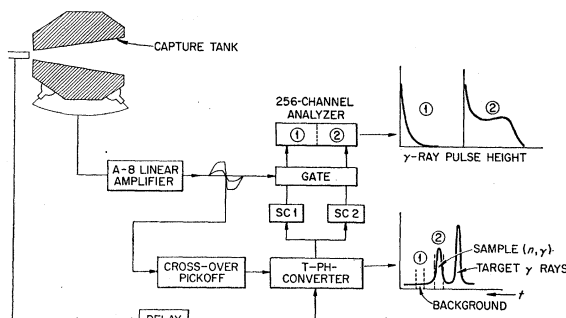 CAPTURE TANK
256-CHANNEL
ANALYZER
① ②
① ②
γ-RAY PULSE HEIGHT
A-8 LINEAR
AMPLIFIER
GATE
SC 1 SC 2
CROSS-OVER
PICKOFF
T-PH-
CONVERTER
① ②
SAMPLE (n,γ).
TARGET γ RAYS
t
BACKGROUND
DELAY